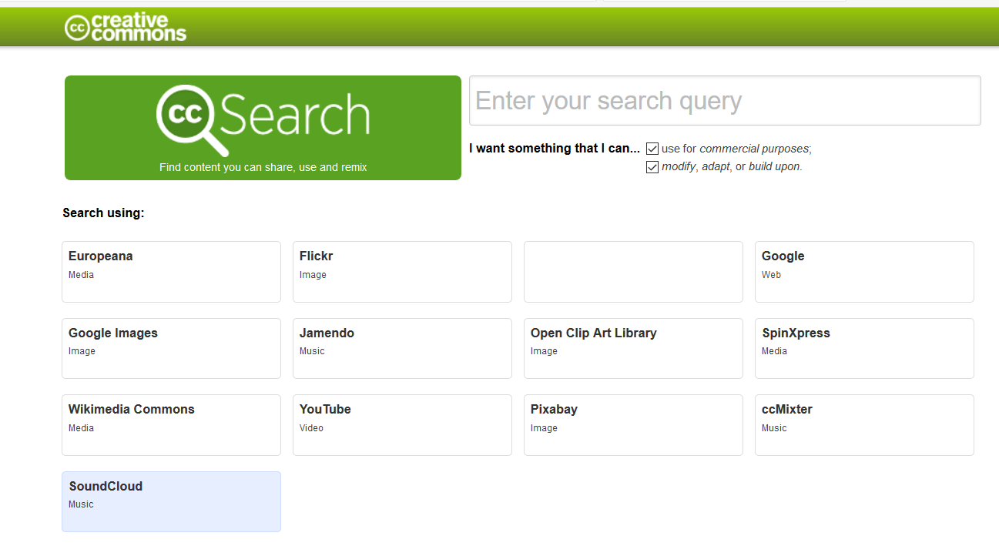 cc creative commons
cc Search
Find content you can share, use and remix
Enter your search query
I want something that I can... use for commercial purposes;
modify, adapt, or build upon.
Search using:
Europeana
Media
Flickr
Image
Google
Web
Google Images
Image
Jamendo
Music
Open Clip Art Library
Image
SpinXpress
Media
Wikimedia Commons
Media
YouTube
Video
Pixabay
Image
ccMixter
Music
SoundCloud
Music